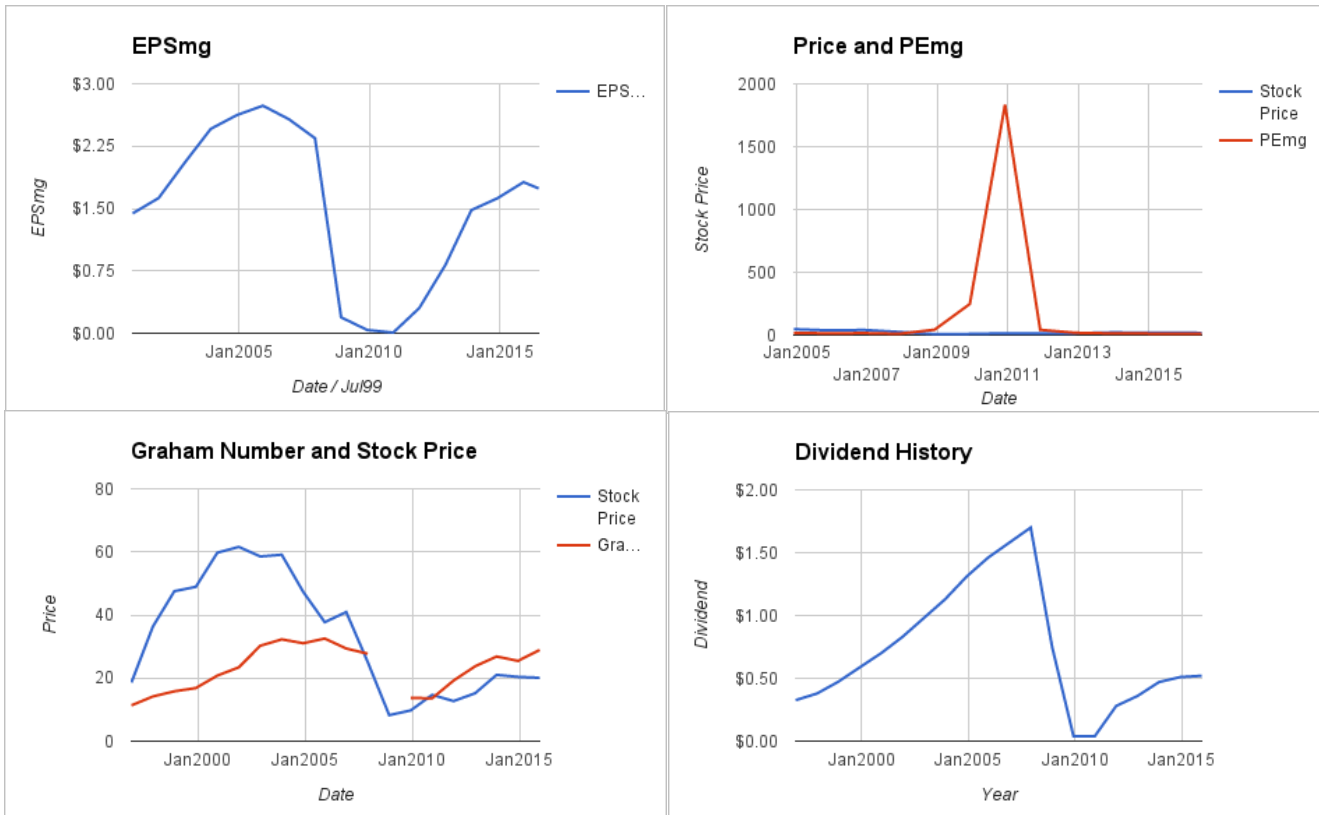 EPSmg
$3.00
$2.25
$1.50
$0.75
$0.00
EPSmg
Jan2005
Jan2010
Jan2015
Date / Jul99
EPS...
Price and PEmg
2000
1500
1000
500
0
Stock Price
Jan2005
Jan2009
Jan2013
Jan2007
Jan2011
Jan2015
Date
Stock
Price
PEmg
Graham Number and Stock Price
80
60
40
20
0
Price
Jan2000
Jan2005
Jan2010
Jan2015
Date
Stock
Price
Gra...
Dividend History
$2.00
$1.50
$1.00
$0.50
$0.00
Dividend
Jan2000
Jan2005
Jan2010
Jan2015
Year